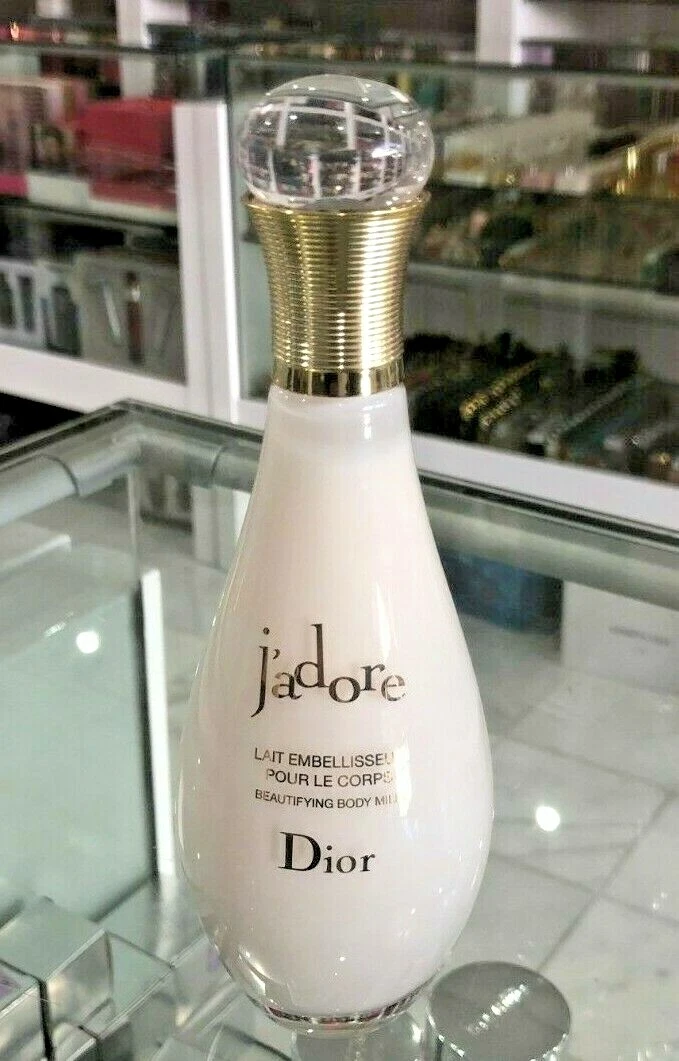 j'adore
LAIT EMBELLISSEU
POUR LE CORPS
BEAUTIFYING BODY MIL
Dior